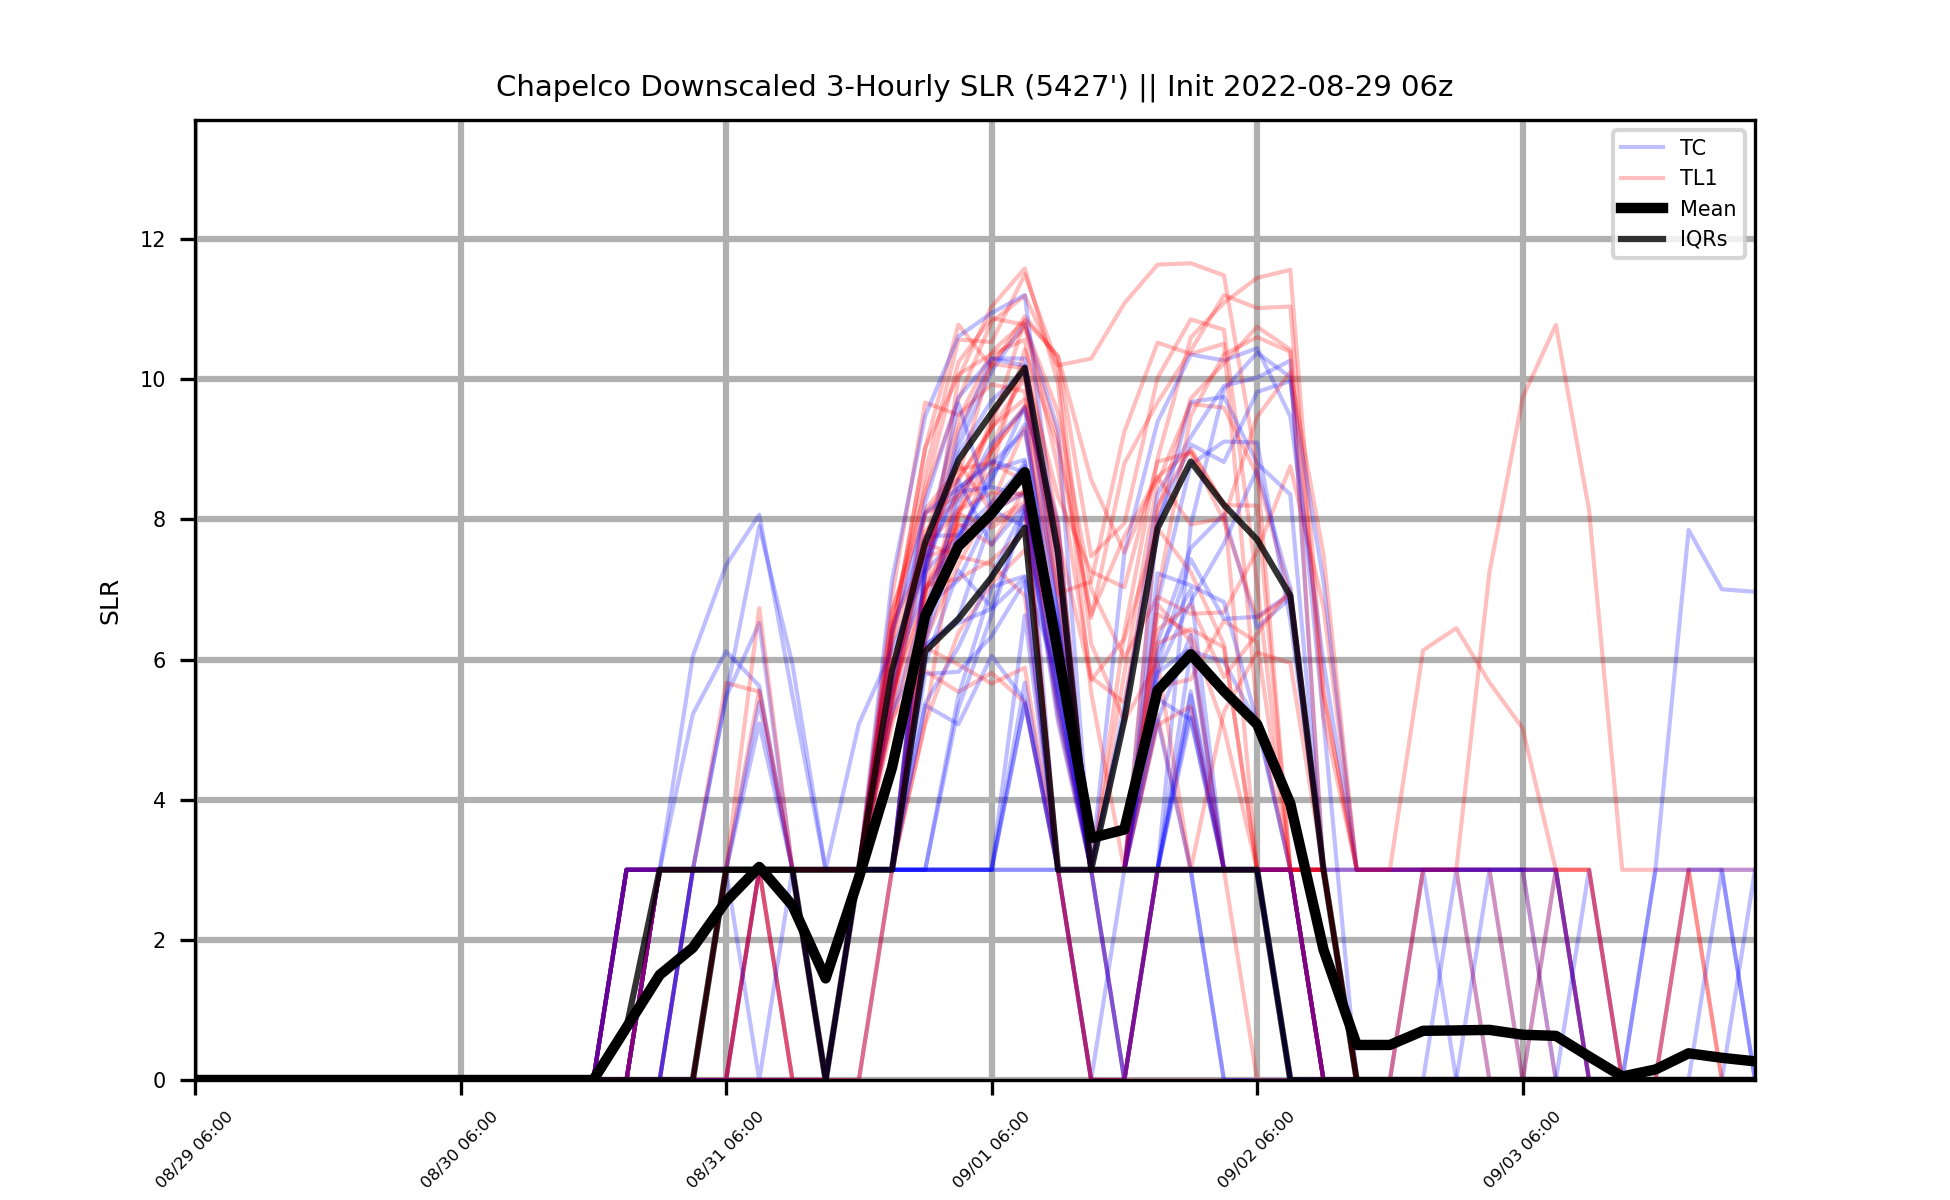 Chapelco Downscaled 3-Hourly SLR (5427') || Init 2022-08-29 06z
TC
TL1
Mean
IQRs
12
10
8
6
4
2
0
SLR
08/29 06:00
08/30 06:00
08/31 06:00
09/01 06:00
09/02 06:00
09/03 06:00